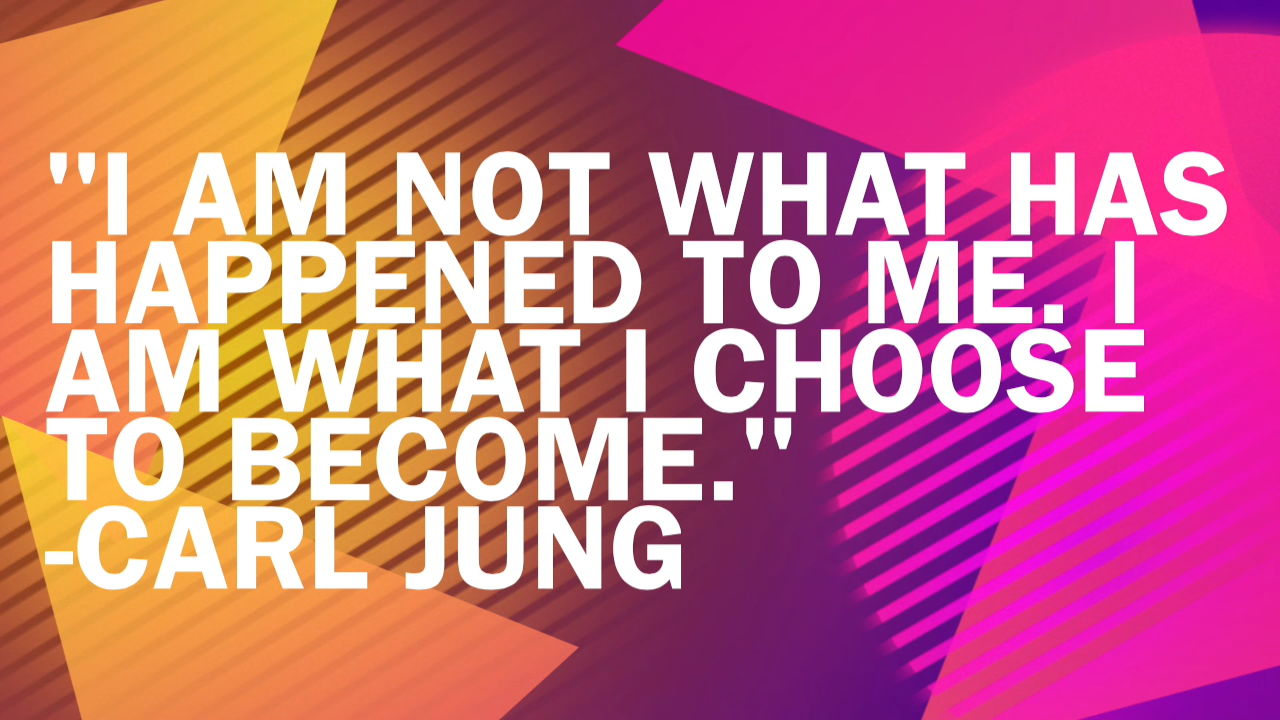 "I AM NOT WHAT HAS
HAPPENED TO ME. I
AM WHAT I CHOOSE
TO BECOME."
-CARL JUNG